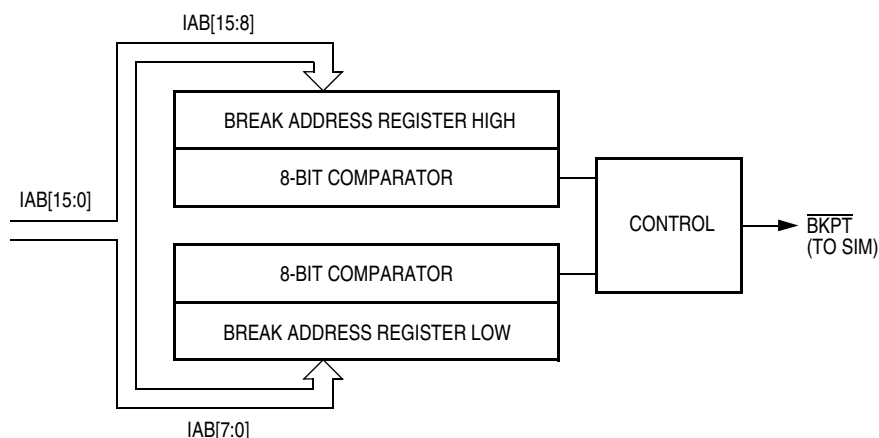 IAB[15:8]
BREAK ADDRESS REGISTER HIGH
8-BIT COMPARATOR
IAB[15:0]
CONTROL
BKPT
(TO SIM)
8-BIT COMPARATOR
BREAK ADDRESS REGISTER LOW
IAB[7:0]